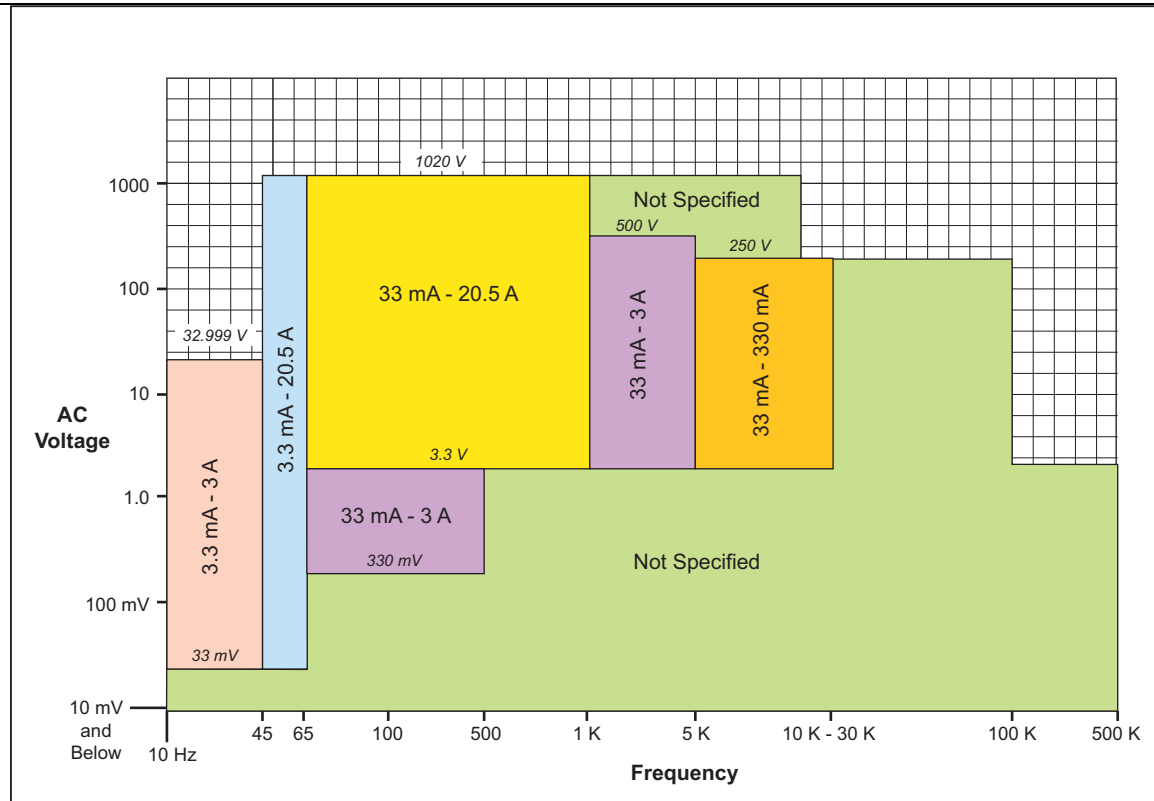 1020 V
1000
Not Specified
500 V
250 V
33 mA - 20.5 A
100
32.999 V
3.3 mA - 20.5 A
33 mA - 3 A
33 mA - 330 mA
10
AC
Voltage
3.3 V
3.3 mA - 3 A
1.0
33 mA - 3 A
330 mV
Not Specified
100 mV
33 mV
10 mV
and
Below
10 Hz
45
65
100
500
1 K
5 K
10 K - 30 K
100 K
500 K
Frequency